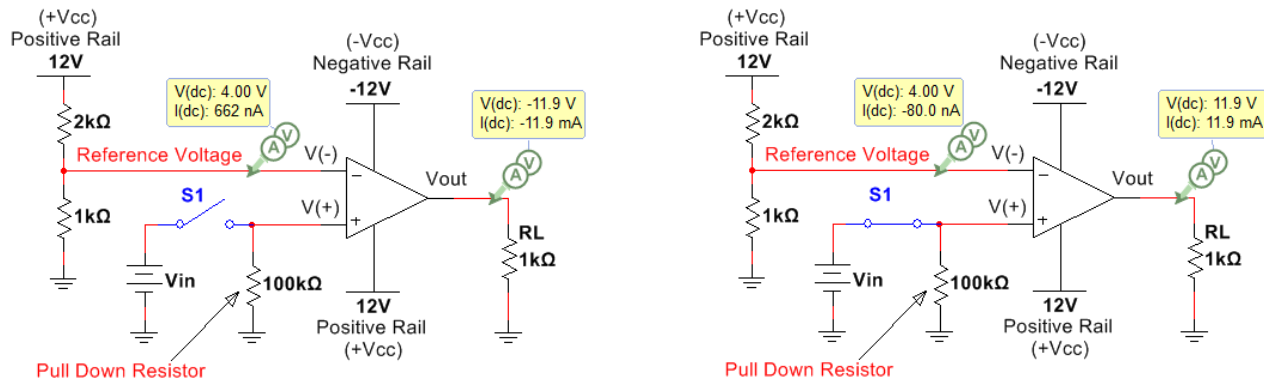 (+Vcc)
Positive Rail
12V
2kΩ
Reference Voltage
1kΩ
V(dc): 4.00 V
I(dc): 662 nA
A
V
(-Vcc)
Negative Rail
-12V
V(-)
V(+)
S1
Vin
100kΩ
Pull Down Resistor
−
+
Vout
V(dc): -11.9 V
I(dc): -11.9 mA
A
V
RL
1kΩ
12V
Positive Rail
(+Vcc)
(+Vcc)
Positive Rail
12V
2kΩ
Reference Voltage
1kΩ
V(dc): 4.00 V
I(dc): -80.0 nA
A
V
(-Vcc)
Negative Rail
-12V
V(-)
V(+)
S1
Vin
100kΩ
Pull Down Resistor
−
+
Vout
V(dc): 11.9 V
I(dc): 11.9 mA
A
V
RL
1kΩ
12V
Positive Rail
(+Vcc)